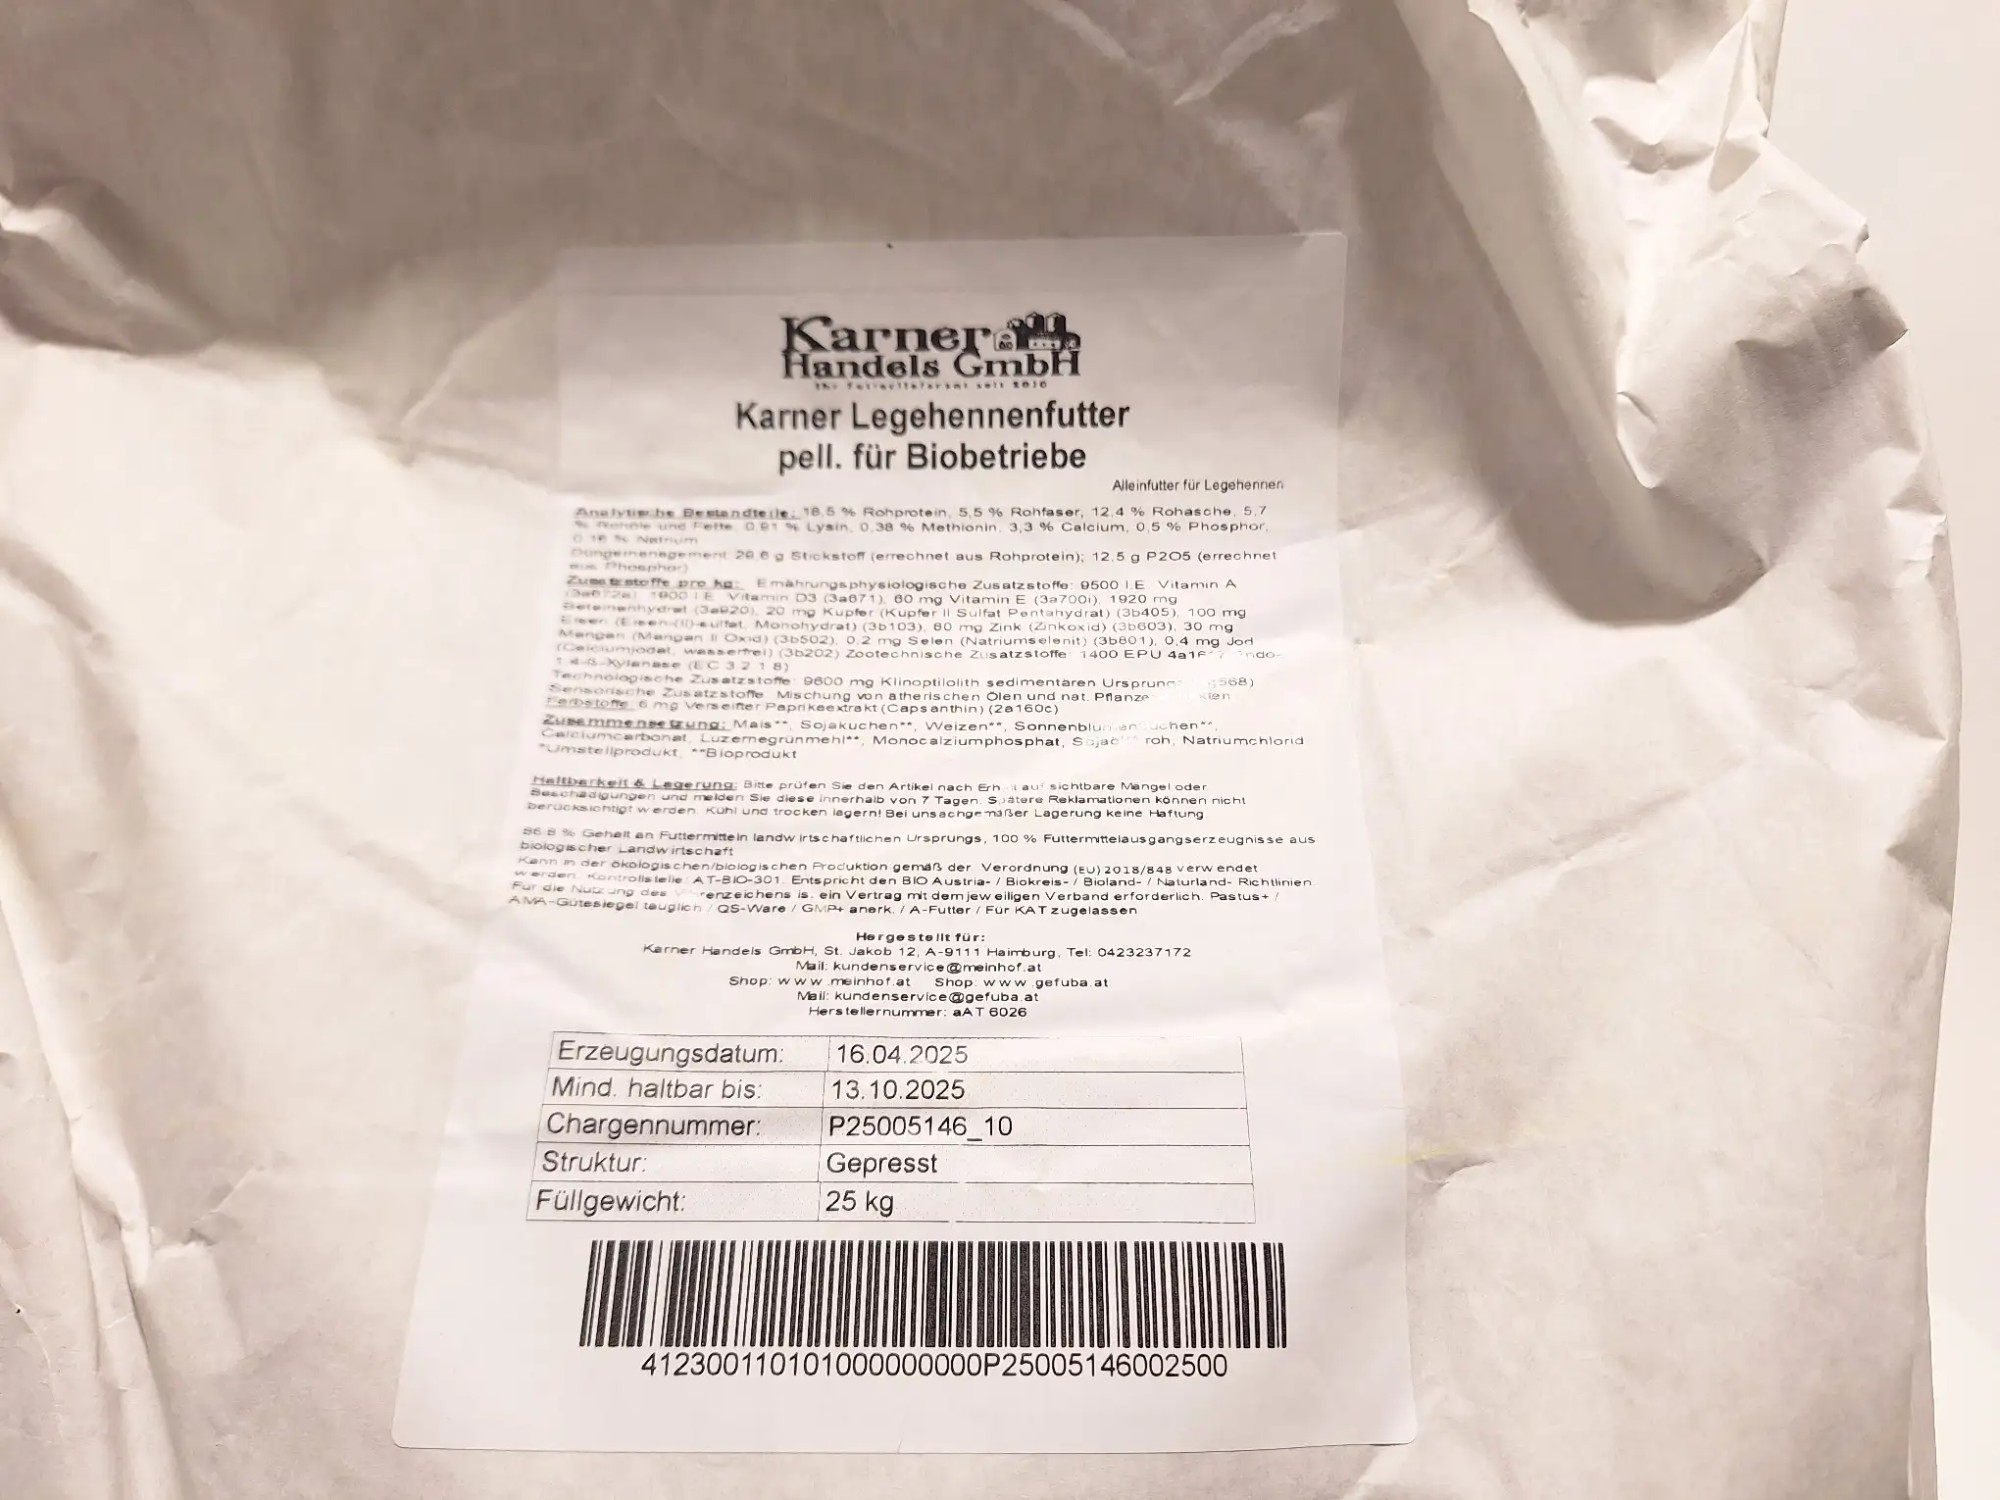 Karner
Handels GmbH
Ihr Futterlieferant seit 2010
Karner Legehennenfutter
pell. für Biobetriebe
Alleinfutter für Legehennen
Analytische Bestandteile: 18,5 % Rohprotein, 5,5 % Rohfaser, 12,4 % Rohasche, 5,7
% Rohöle und Fette, 0,91 % Lysin, 0,38 % Methionin, 3,3 % Calcium, 0,5 % Phosphor,
0,16 % Natrium
Düngemanagement: 29,6 g Stickstoff (errechnet aus Rohprotein); 12,5 g P2O5 (errechnet
aus Phosphor)
Zusatzstoffe pro kg: Ernährungsphysiologische Zusatzstoffe: 9500 I.E. Vitamin A
(3a672a) 1900 I.E. Vitamin D3 (3a671), 60 mg Vitamin E (3a700i), 1920 mg
Betainanhydrat (3a920), 20 mg Kupfer (Kupfer II Sulfat Pentahydrat) (3b405), 100 mg
Eisen (Eisen-(II)-sulfat, Monohydrat) (3b103), 60 mg Zink (Zinkoxid) (3b603), 30 mg
Mangan (Mangan II Oxid) (3b502), 0,2 mg Selen (Natriumselenit) (3b801), 0,4 mg Jod
(Calciumjodat, wasserfrei) (3b202) Zootechnische Zusatzstoffe: 1400 EPU
1,4-ß-Xylanase (EC 3.2.1.8)
Technologische Zusatzstoffe: 9600 mg Klinoptilolith sedimentären
Sensorische Zusatzstoffe: Mischung von ätherischen Ölen und nat.
Farbstoffe: 6 mg Verseifter Paprikaextrakt (Capsanthin) (2a160c)
Zusammensetzung: Mais**, Sojakuchen**, Weizen**,
Calciumcarbonat, Luzernegrünmehl**, Monocalziumphosphat, roh, Natriumchlorid
*Umstellprodukt, **Bioprodukt
Haltbarkeit & Lagerung: Bitte prüfen Sie den Artikel nach auf sichtbare Mängel oder
Beschädigungen und melden Sie diese innerhalb von 7 Tagen. Spätere Reklamationen können nicht
berücksichtigt werden. Kühl und trocken lagern! Bei unsachgemäßer Lagerung keine Haftung.
86,8 % Gehalt an Futtermitteln landwirtschaftlichen Ursprungs, 100 % Futtermittelausgangserzeugnisse aus
biologischer Landwirtschaft
Kann in der ökologischen/biologischen Produktion gemäß der Verordnung (EU) 2018/848 verwendet
werden. Kontrollstelle: AT-BIO-301. Entspricht den BIO Austria- / Biokreis- / Bioland- / Naturland- Richtlinien.
Für die Nutzung des is. ein Vertrag mit dem jeweiligen Verband erforderlich. Pastus+ /
AMA-Gütesiegel tauglich / QS-Ware / GMP+ anerk. / A-Futter / Für KAT zugelassen
Hergestellt für:
Karner Handels GmbH, St. Jakob 12, A-9111 Haimburg, Tel: 0423237172
Mail: kundenservice@meinhof.at
Shop: www.meinhof.at Shop: www.gefuba.at
Mail: kundenservice@gefuba.at
Herstellernummer: aAT 6026
Erzeugungsdatum: 16.04.2025
Mind. haltbar bis: 13.10.2025
Chargennummer: P25005146_10
Struktur: Gepresst
Füllgewicht: 25 kg
412300110101000000000P25005146002500